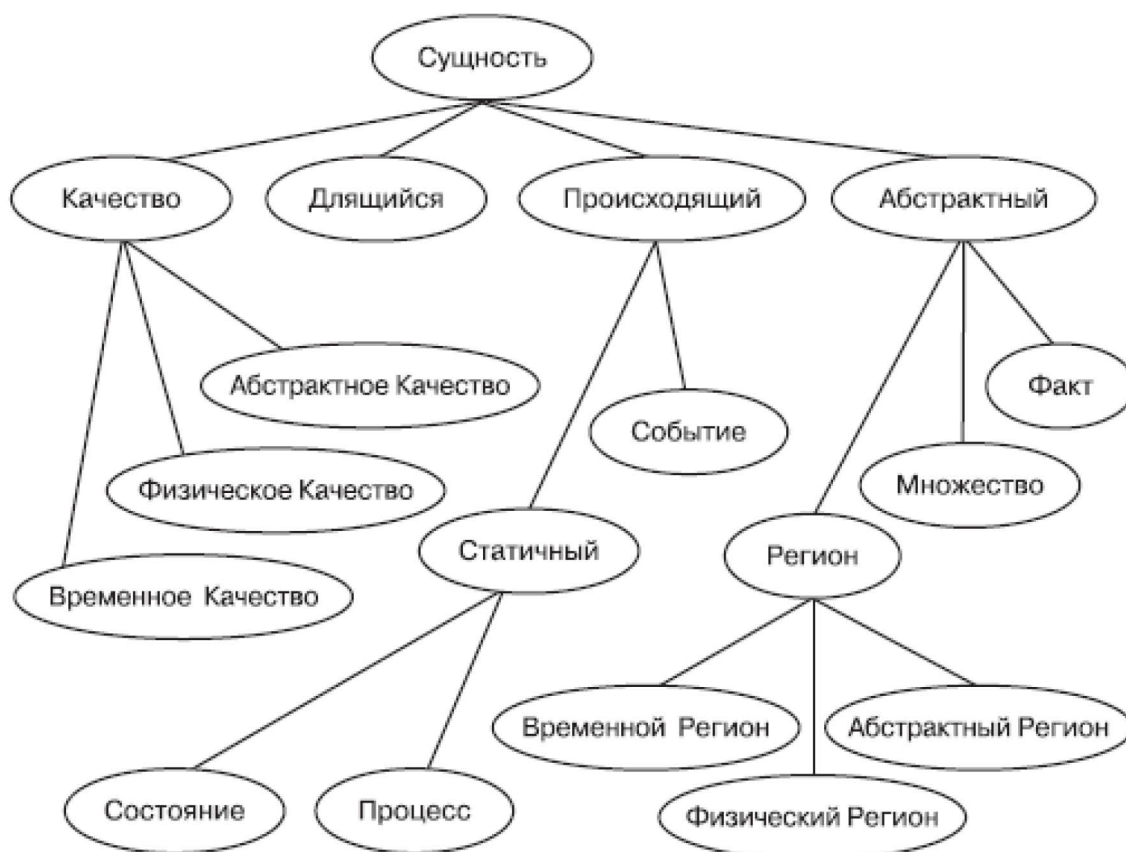 Сущность
Качество
Длящийся
Происходящий
Абстрактный
Абстрактное Качество
Факт
Событие
Физическое Качество
Множество
Статичный
Регион
Временное Качество
Временной Регион
Абстрактный Регион
Состояние
Процесс
Физический Регион